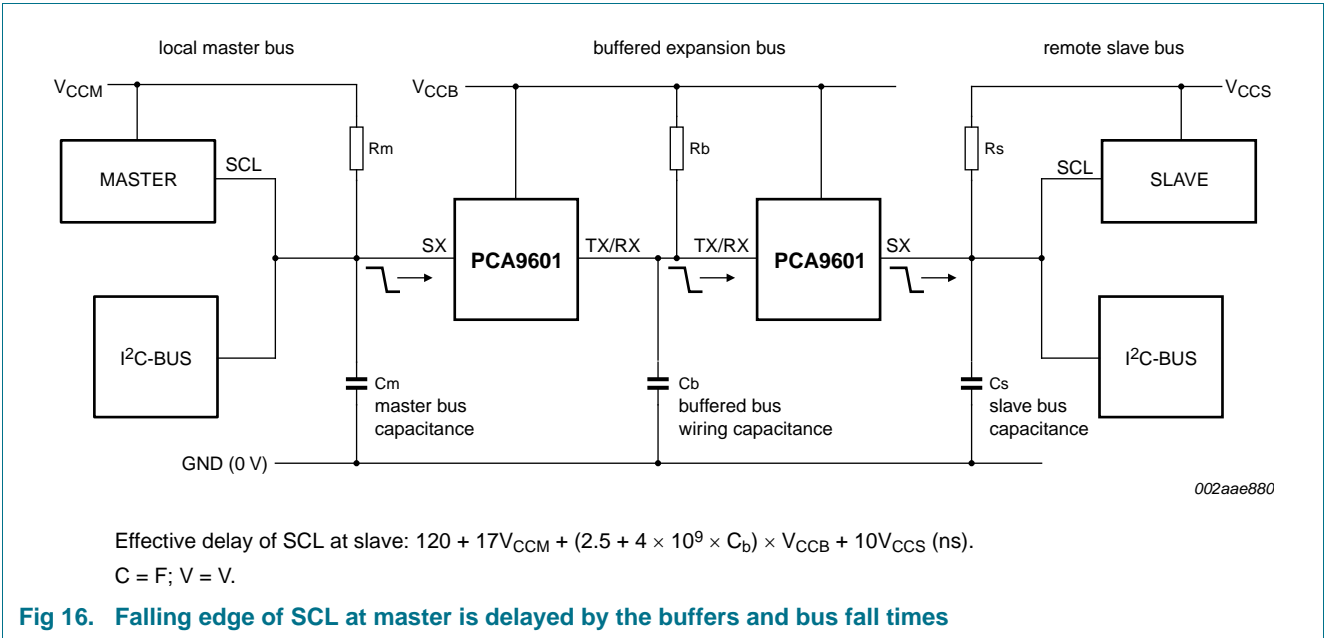 local master bus
buffered expansion bus
remote slave bus
VCCM
VCCB
VCCS
Rm
Rb
Rs
MASTER
SCL
SCL
SLAVE
SX
PCA9601
TX/RX
TX/RX
PCA9601
SX
I²C-BUS
I²C-BUS
Cm
master bus
capacitance
Cb
buffered bus
wiring capacitance
Cs
slave bus
capacitance
GND (0 V)
002aae880
Effective delay of SCL at slave: 120 + 17VCCM + (2.5 + 4 × 10⁹ × Cb) × VCCB + 10VCCS (ns).
C = F; V = V.
Fig 16. Falling edge of SCL at master is delayed by the buffers and bus fall times